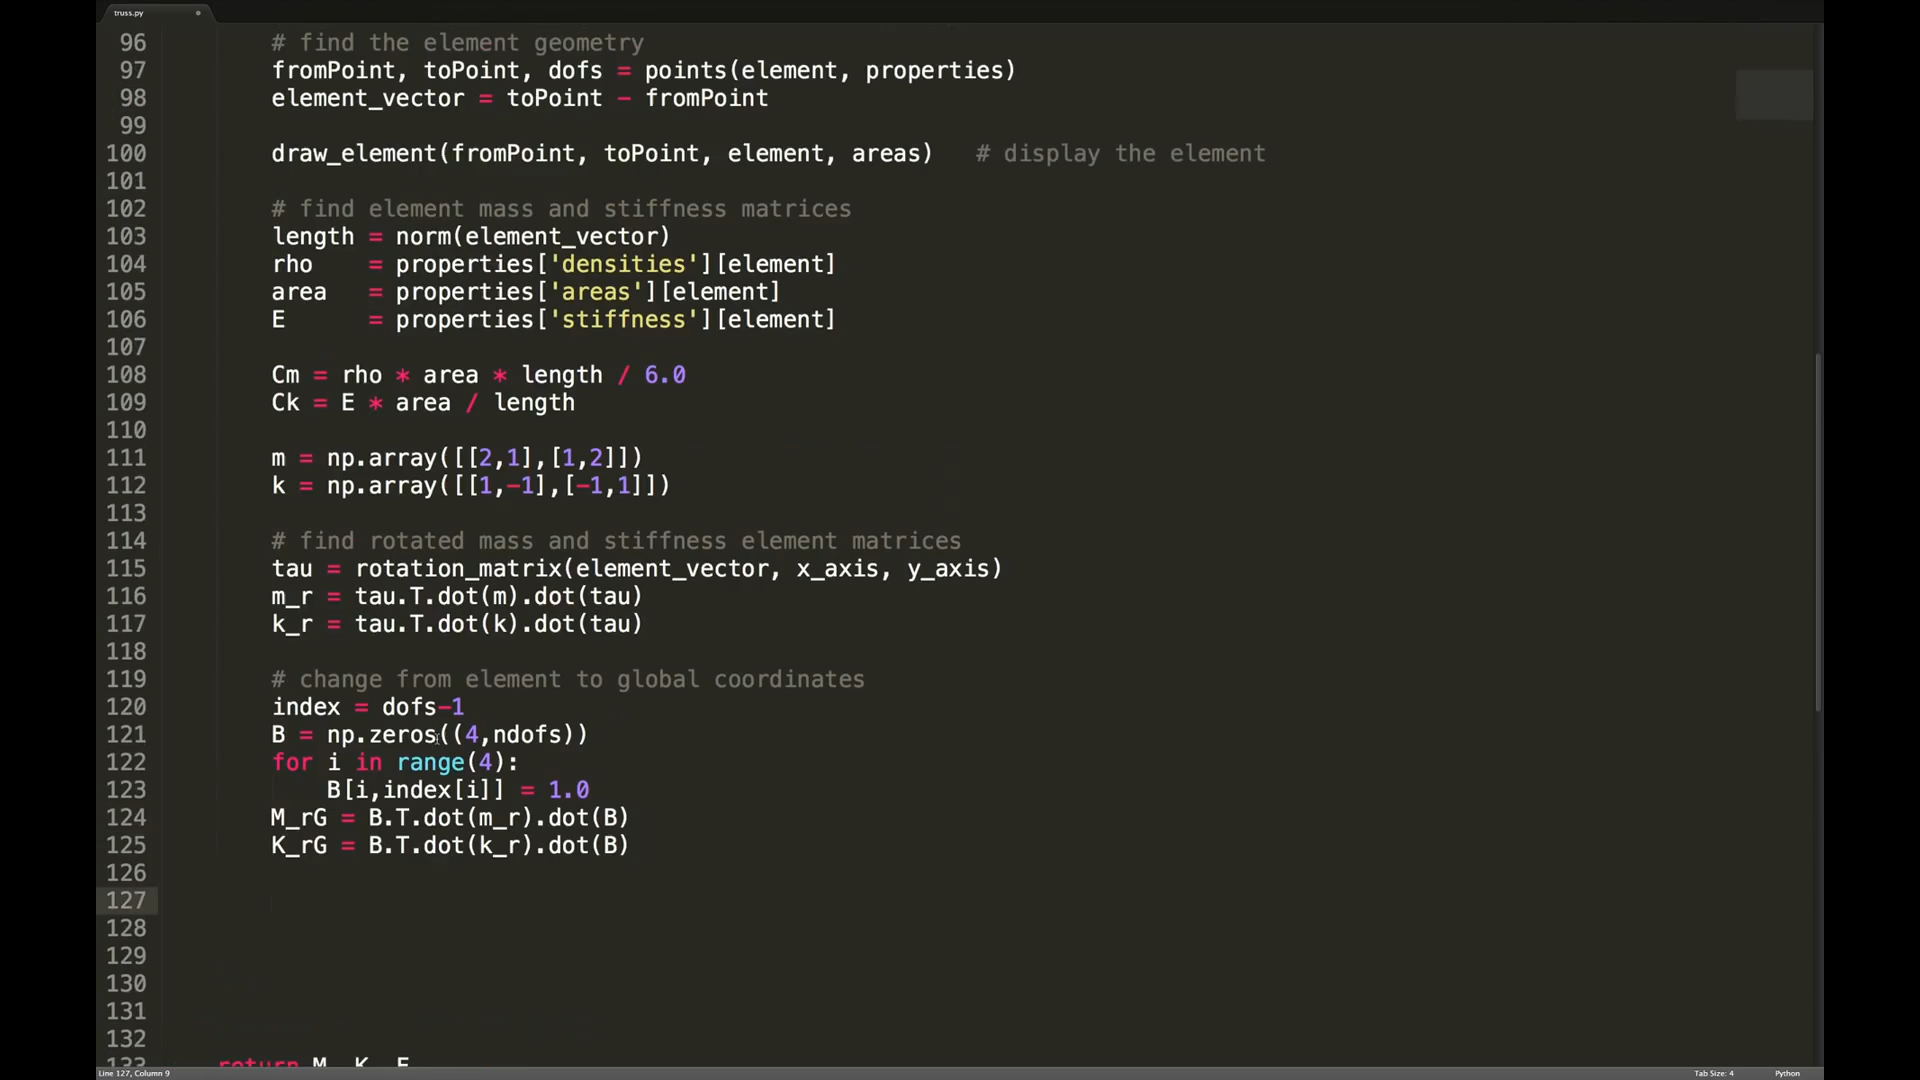 truss.py
96 # find the element geometry
97 fromPoint, toPoint, dofs = points(element, properties)
98 element_vector = toPoint - fromPoint
99
100 draw_element(fromPoint, toPoint, element, areas) # display the element
101
102 # find element mass and stiffness matrices
103 length = norm(element_vector)
104 rho = properties['densities'][element]
105 area = properties['areas'][element]
106 E = properties['stiffness'][element]
107
108 Cm = rho * area * length / 6.0
109 Ck = E * area / length
110
111 m = np.array([[2,1],[1,2]])
112 k = np.array([[1,-1],[-1,1]])
113
114 # find rotated mass and stiffness element matrices
115 tau = rotation_matrix(element_vector, x_axis, y_axis)
116 m_r = tau.T.dot(m).dot(tau)
117 k_r = tau.T.dot(k).dot(tau)
118
119 # change from element to global coordinates
120 index = dofs-1
121 B = np.zeros((4,ndofs))
122 for i in range(4):
123 B[i,index[i]] = 1.0
124 M_rG = B.T.dot(m_r).dot(B)
125 K_rG = B.T.dot(k_r).dot(B)
126
127
128
129
130
131
132
133 return M, K, F
Line 127, Column 9
Tab Size: 4
Python